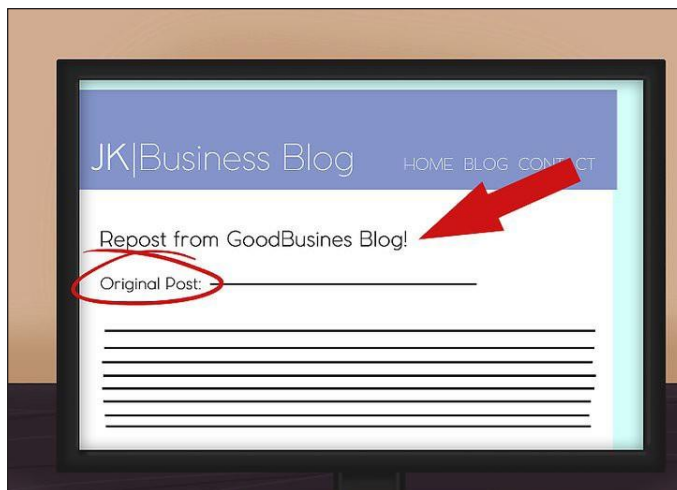 JK|Business Blog
HOME BLOG CONTACT
Repost from GoodBusines Blog!
Original Post: